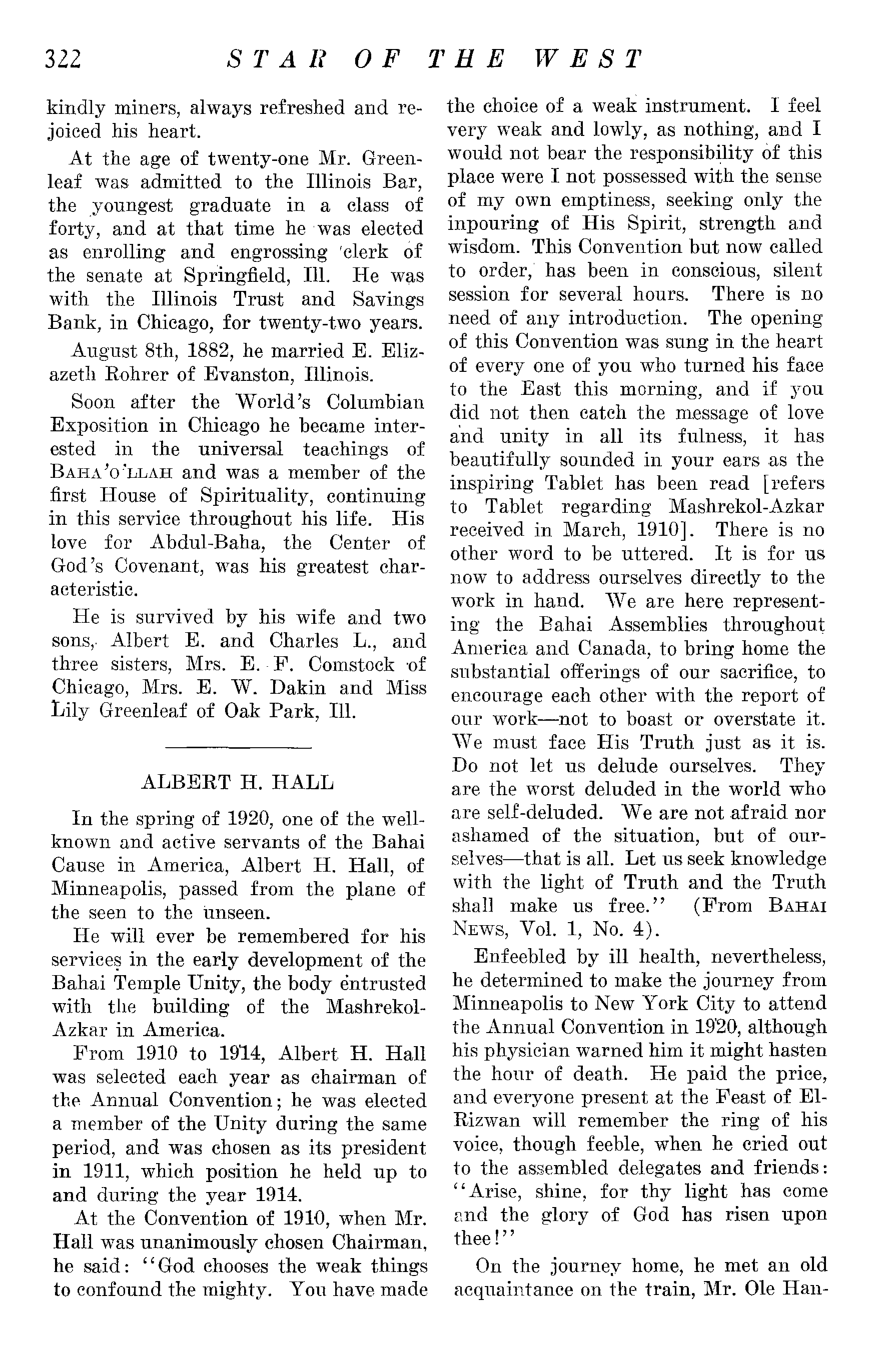 322 STAR OF THE WEST
kindly miners, always refreshed and re-
joiced his heart.
At the age of twenty-one Mr. Green-
leaf was admitted to the Illinois Bar,
the youngest graduate in a class of
forty, and at that time he was elected
as enrolling and engrossing 'clerk of
the senate at Springfield, Ill. He was
with the Illinois Trust and Savings
Bank, in Chicago, for twenty-two years.
August 8th, 1882, he married E. Eliz-
azeth Rohrer of Evanston, Illinois.
Soon after the World's Columbian
Exposition in Chicago he became inter-
ested in the universal teachings of
BAHA'O'LLAH and was a member of the
first House of Spirituality, continuing
in this service throughout his life. His
love for Abdul-Baha, the Center of
God's Covenant, was his greatest char-
acteristic.
He is survived by his wife and two
sons, Albert E. and Charles L., and
three sisters, Mrs. E. F. Comstock of
Chicago, Mrs. E. W. Dakin and Miss
Lily Greenleaf of Oak Park, Ill.
ALBERT H. HALL
In the spring of 1920, one of the well-
known and active servants of the Bahai
Cause in America, Albert H. Hall, of
Minneapolis, passed from the plane of
the seen to the unseen.
He will ever be remembered for his
services in the early development of the
Bahai Temple Unity, the body entrusted
with the building of the Mashrekol-
Azkar in America.
From 1910 to 1914, Albert H. Hall
was selected each year as chairman of
the Annual Convention; he was elected
a member of the Unity during the same
period, and was chosen as its president
in 1911, which position he held up to
and during the year 1914.
At the Convention of 1910, when Mr.
Hall was unanimously chosen Chairman,
he said: "God chooses the weak things
to confound the mighty. You have made
the choice of a weak instrument. I feel
very weak and lowly, as nothing, and I
would not bear the responsibility of this
place were I not possessed with the sense
of my own emptiness, seeking only the
inpouring of His Spirit, strength and
wisdom. This Convention but now called
to order, has been in conscious, silent
session for several hours. There is no
need of any introduction. The opening
of this Convention was sung in the heart
of every one of you who turned his face
to the East this morning, and if you
did not then catch the message of love
and unity in all its fulness, it has
beautifully sounded in your ears as the
inspiring Tablet has been read [refers
to Tablet regarding Mashrekol-Azkar
received in March, 1910]. There is no
other word to be uttered. It is for us
now to address ourselves directly to the
work in hand. We are here represent-
ing the Bahai Assemblies throughout
America and Canada, to bring home the
substantial offerings of our sacrifice, to
encourage each other with the report of
our work—not to boast or overstate it.
We must face His Truth just as it is.
Do not let us delude ourselves. They
are the worst deluded in the world who
are self-deluded. We are not afraid nor
ashamed of the situation, but of our-
selves—that is all. Let us seek knowledge
with the light of Truth and the Truth
shall make us free." (From BAHAI
NEWS, Vol. 1, No. 4).
Enfeebled by ill health, nevertheless,
he determined to make the journey from
Minneapolis to New York City to attend
the Annual Convention in 1920, although
his physician warned him it might hasten
the hour of death. He paid the price,
and everyone present at the Feast of El-
Rizwan will remember the ring of his
voice, though feeble, when he cried out
to the assembled delegates and friends:
"Arise, shine, for thy light has come
and the glory of God has risen upon
thee!"
On the journey home, he met an old
acquaintance on the train, Mr. Ole Han-